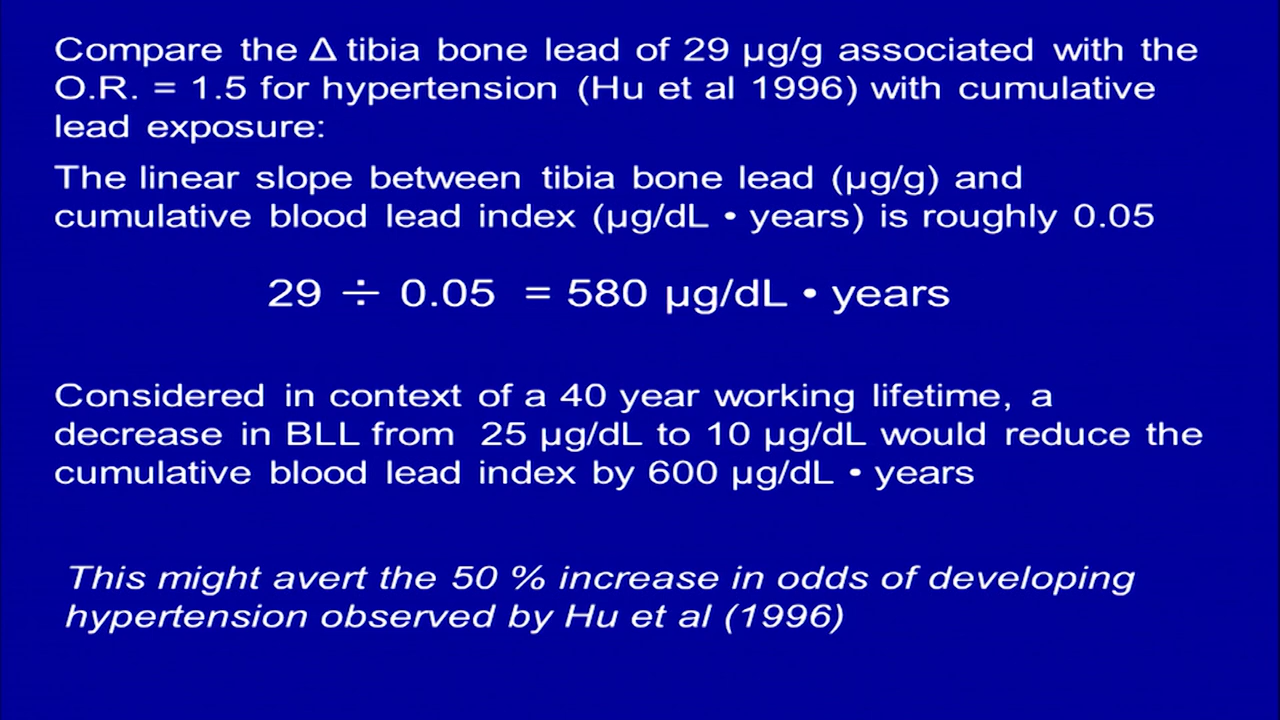 Compare the Δ tibia bone lead of 29 µg/g associated with the
O.R. = 1.5 for hypertension (Hu et al 1996) with cumulative
lead exposure:
The linear slope between tibia bone lead (µg/g) and
cumulative blood lead index (µg/dL • years) is roughly 0.05
29 ÷ 0.05 = 580 µg/dL • years
Considered in context of a 40 year working lifetime, a
decrease in BLL from 25 µg/dL to 10 µg/dL would reduce the
cumulative blood lead index by 600 µg/dL • years
This might avert the 50 % increase in odds of developing
hypertension observed by Hu et al (1996)